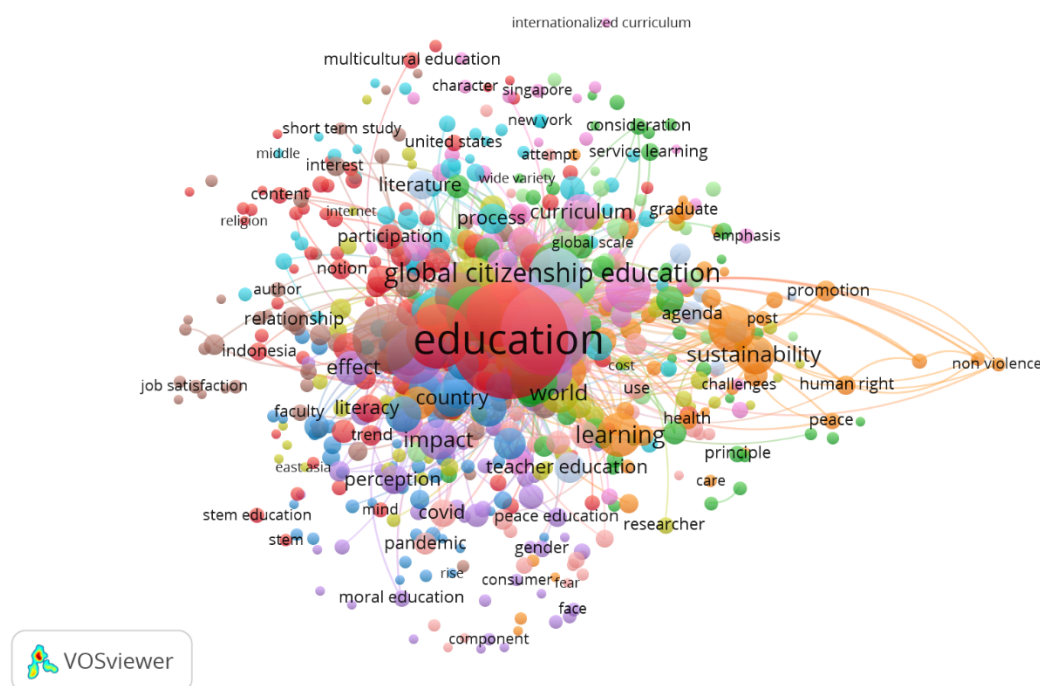 internationalized curriculum
multicultural education
character
singapore
new york
consideration
short term study
united states
middle
interest
attempt
service learning
wide variety
literature
content
religion
internet
process
curriculum
graduate
participation
global scale
emphasis
notion
global citizenship education
author
promotion
relationship
agenda
post
education
indonesia
sustainability
effect
cost
non violence
job satisfaction
country
world
use
challenges
human right
faculty
literacy
health
peace
trend
impact
learning
principle
east asia
teacher education
perception
care
stem education
mind
covid
peace education
researcher
stem
pandemic
gender
rise
consumer
fear
moral education
face
component
VOSviewer